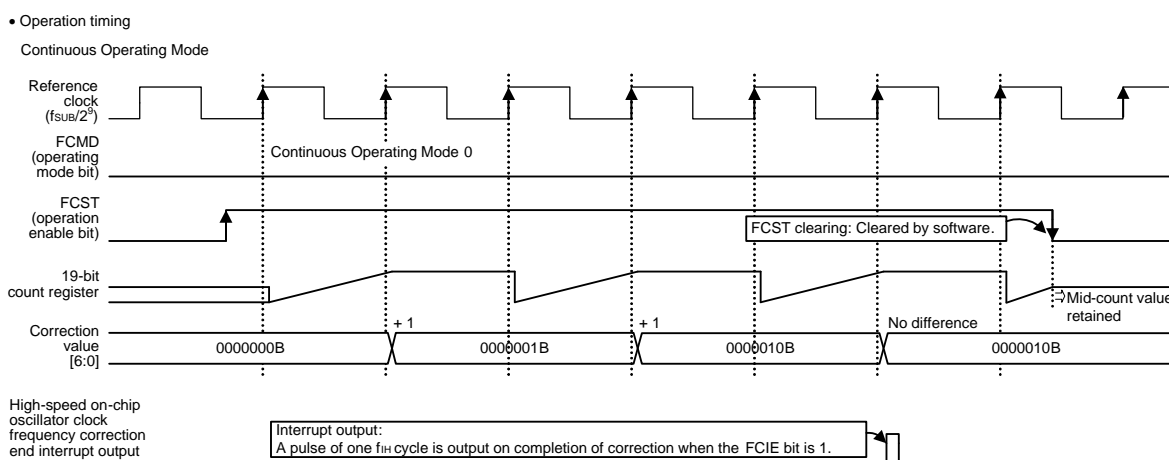 • Operation timing
Continuous Operating Mode
Reference
clock
(fSUB/2⁹)
FCMD
(operating
mode bit)
Continuous Operating Mode 0
FCST
(operation
enable bit)
FCST clearing: Cleared by software.
19-bit
count register
Mid-count value
retained
Correction
value
[6:0]
0000000B
+ 1
0000001B
+ 1
0000010B
No difference
0000010B
High-speed on-chip
oscillator clock
frequency correction
end interrupt output
Interrupt output:
A pulse of one fIH cycle is output on completion of correction when the FCIE bit is 1.